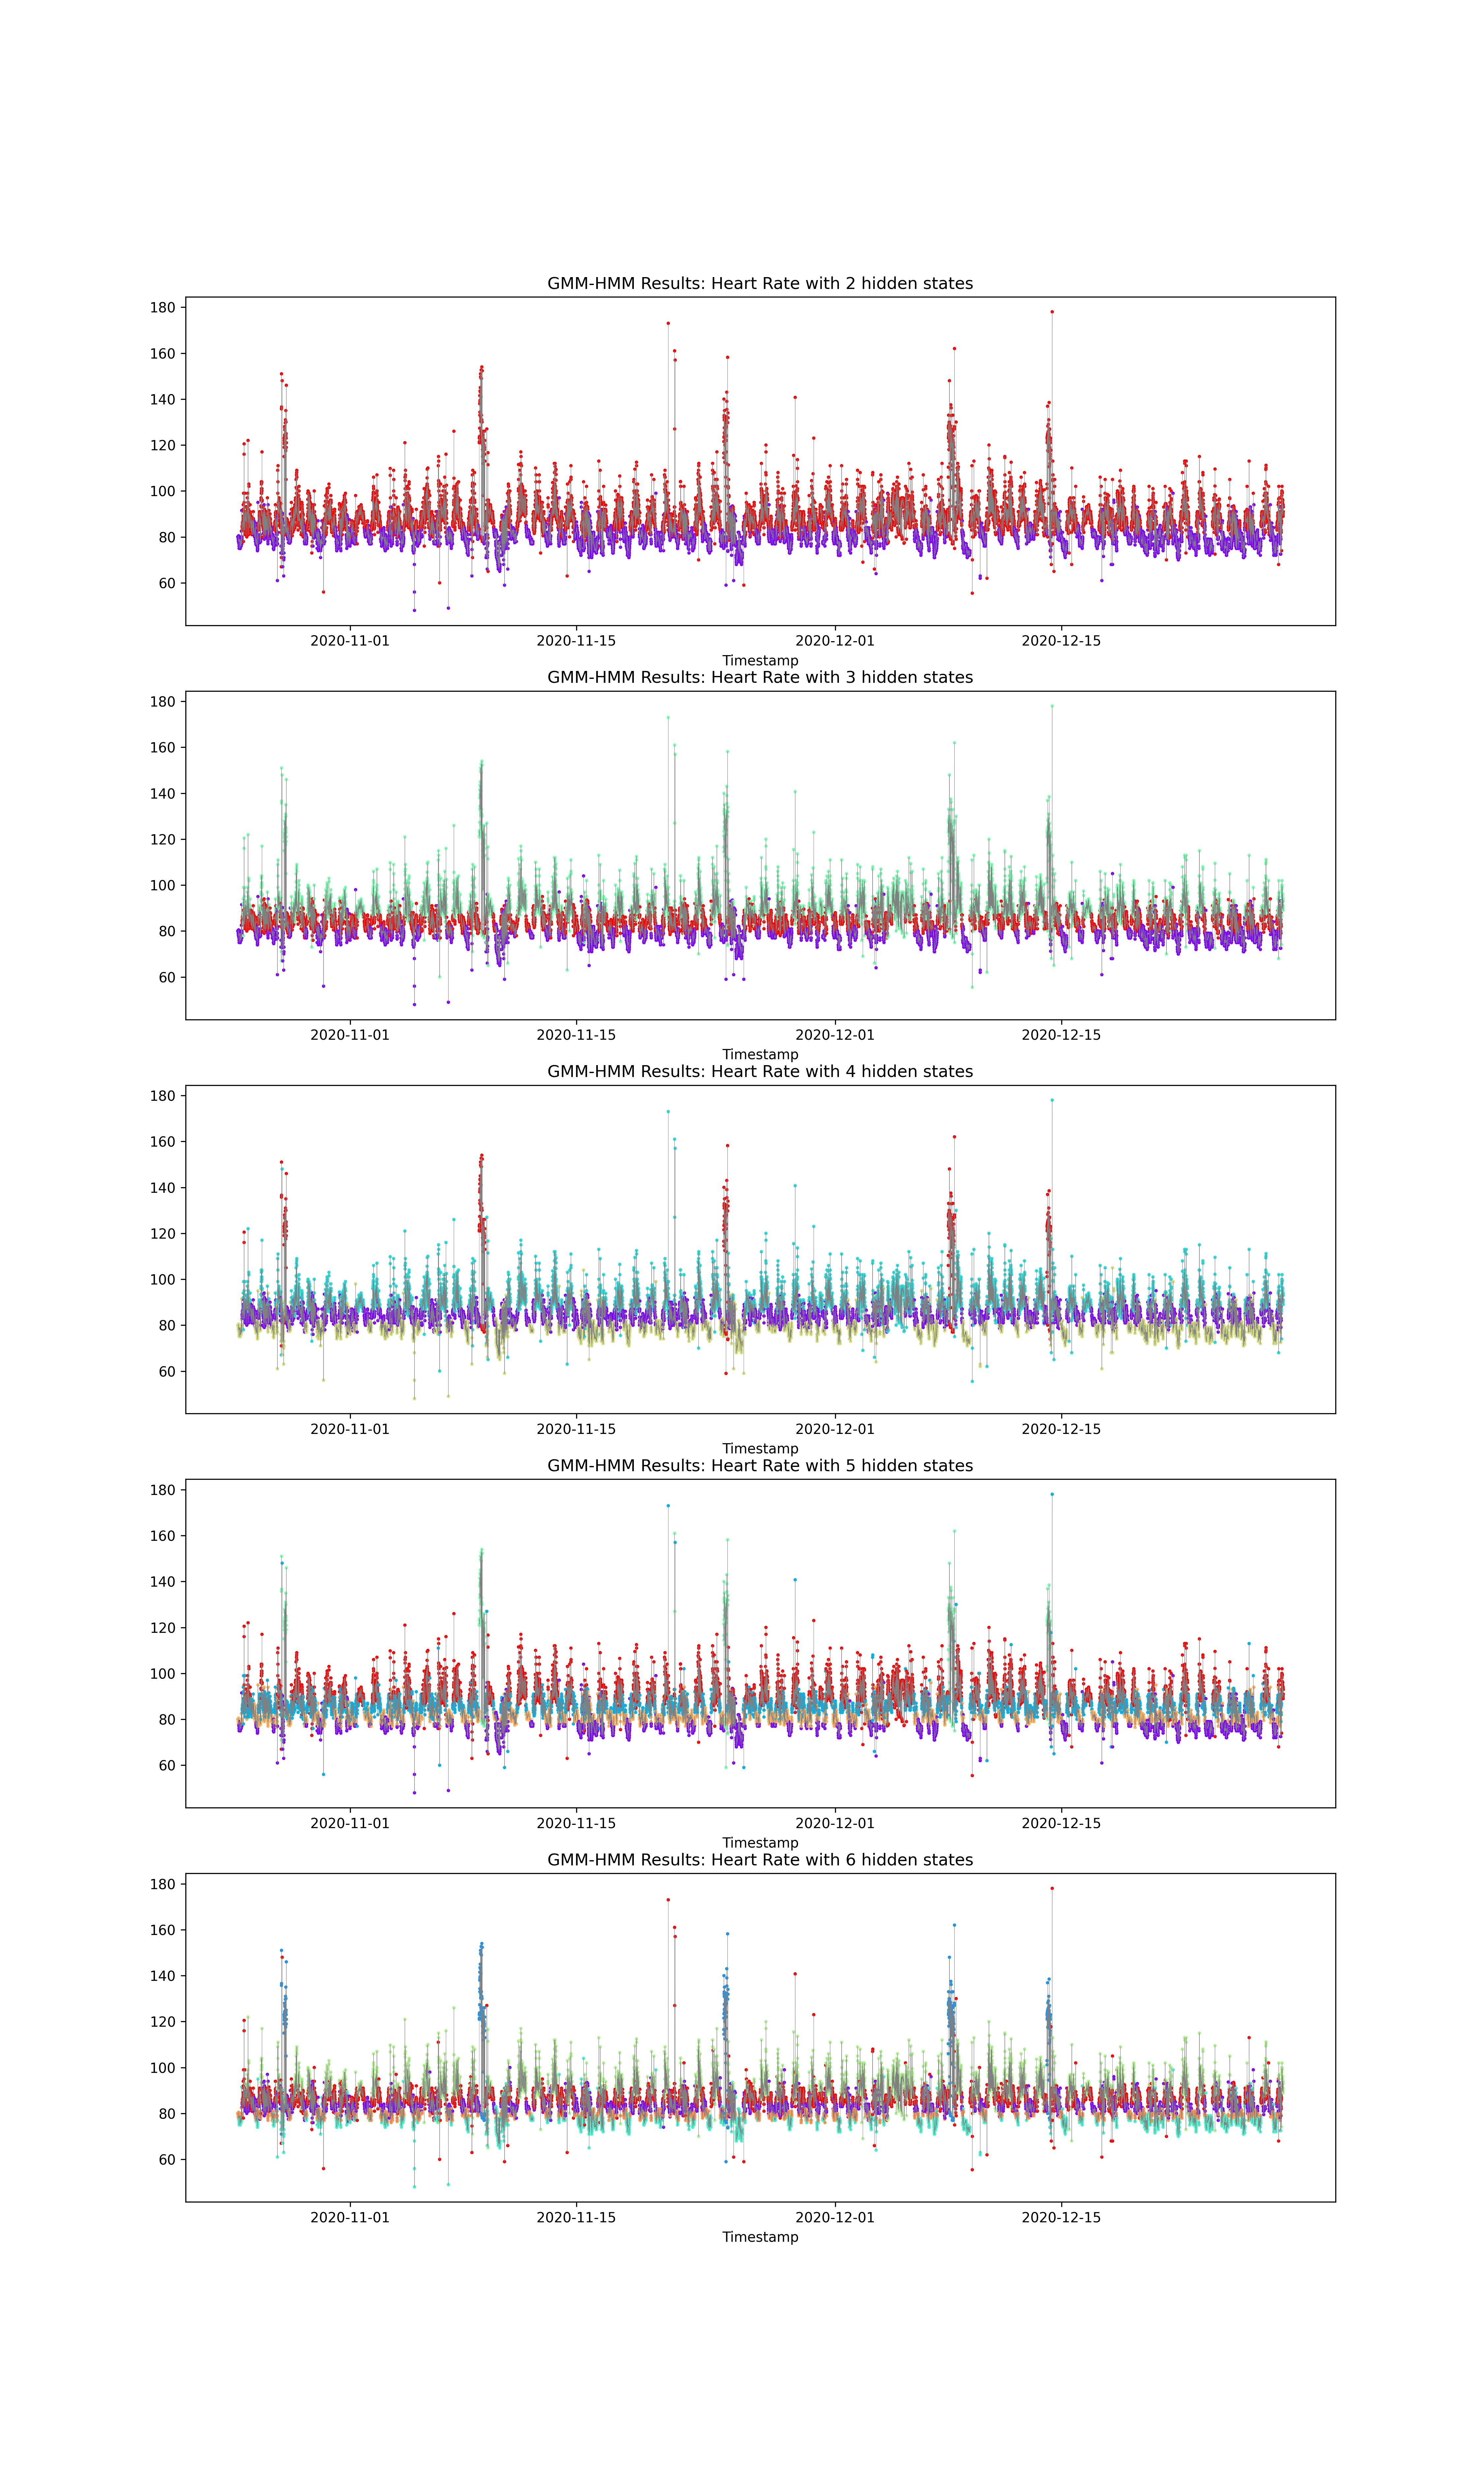 GMM-HMM Results: Heart Rate with 2 hidden states
180
160
140
120
100
80
60
2020-11-01 2020-11-15 2020-12-01 2020-12-15
Timestamp
GMM-HMM Results: Heart Rate with 3 hidden states
180
160
140
120
100
80
60
2020-11-01 2020-11-15 2020-12-01 2020-12-15
Timestamp
GMM-HMM Results: Heart Rate with 4 hidden states
180
160
140
120
100
80
60
2020-11-01 2020-11-15 2020-12-01 2020-12-15
Timestamp
GMM-HMM Results: Heart Rate with 5 hidden states
180
160
140
120
100
80
60
2020-11-01 2020-11-15 2020-12-01 2020-12-15
Timestamp
GMM-HMM Results: Heart Rate with 6 hidden states
180
160
140
120
100
80
60
2020-11-01 2020-11-15 2020-12-01 2020-12-15
Timestamp